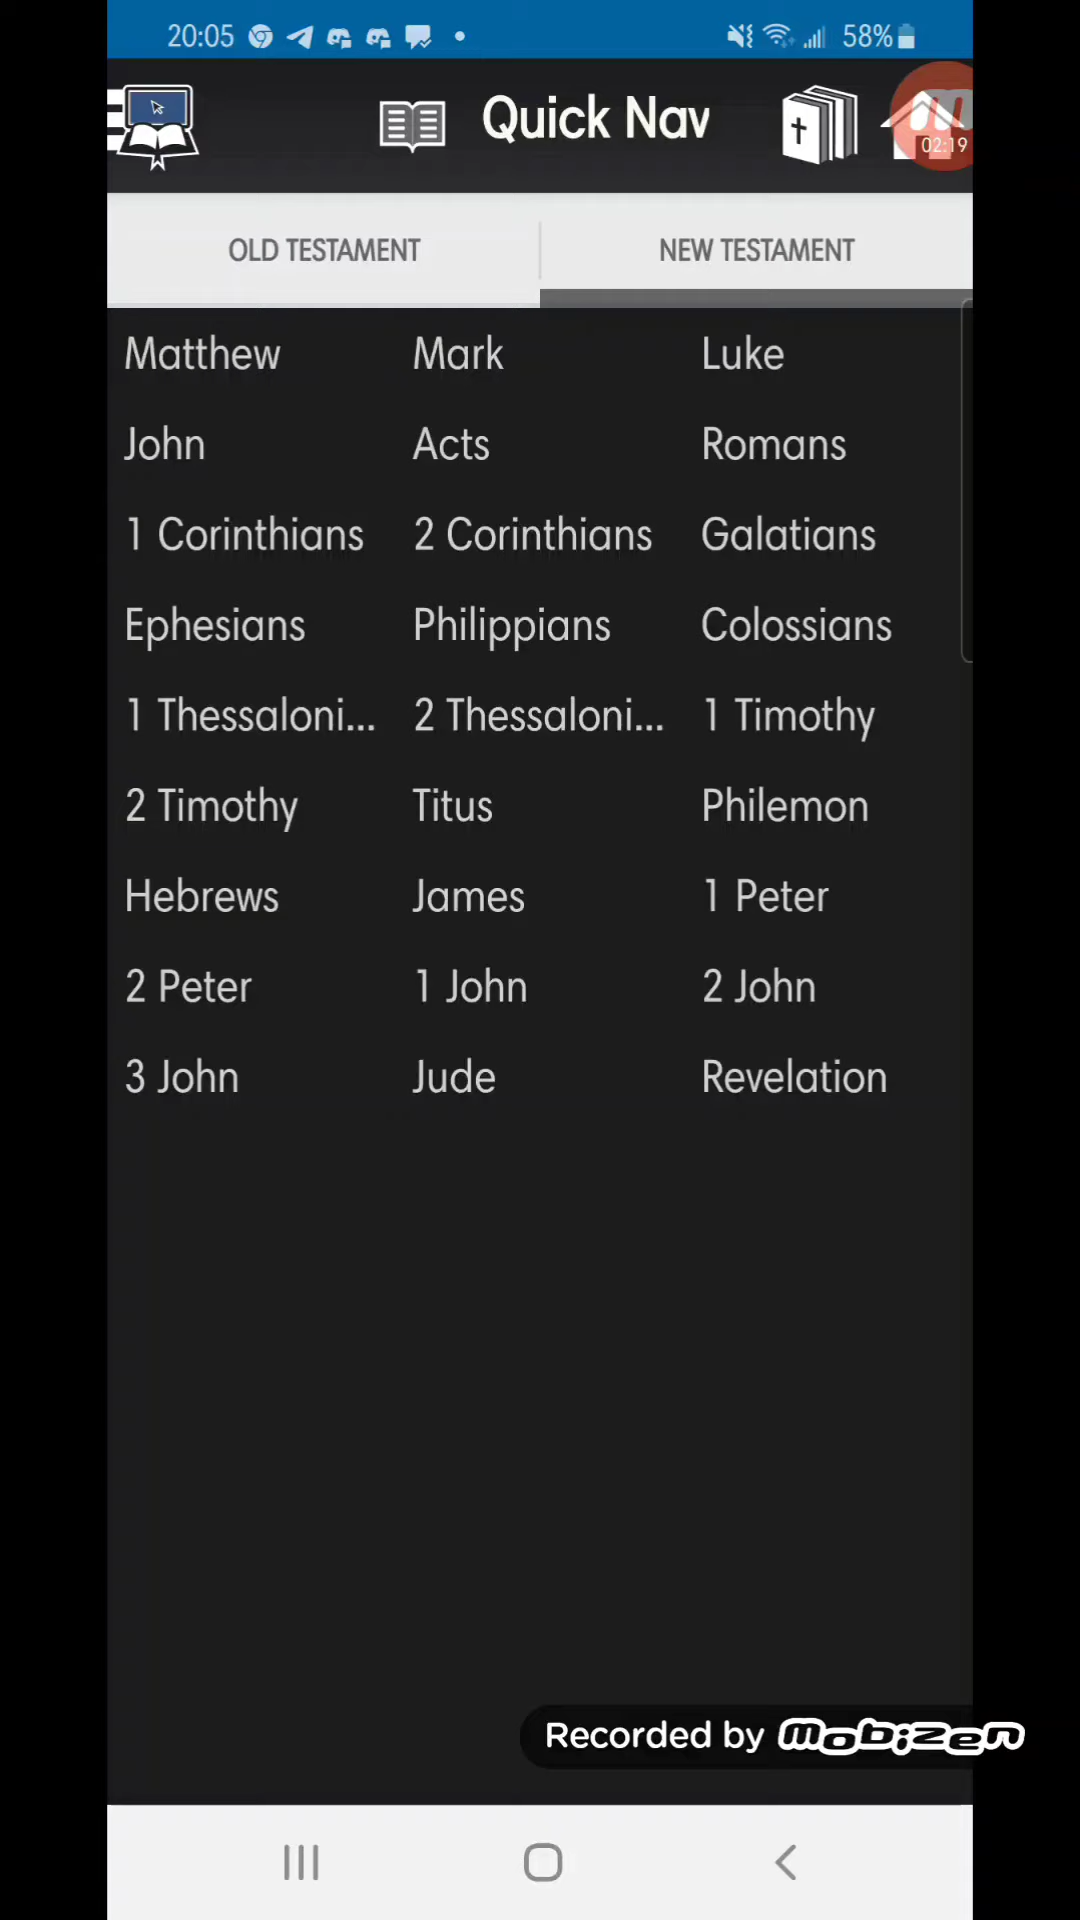 20:05 58%
Quick Nav
02:19
OLD TESTAMENT NEW TESTAMENT
Matthew Mark Luke
John Acts Romans
1 Corinthians 2 Corinthians Galatians
Ephesians Philippians Colossians
1 Thessaloni... 2 Thessaloni... 1 Timothy
2 Timothy Titus Philemon
Hebrews James 1 Peter
2 Peter 1 John 2 John
3 John Jude Revelation
Recorded by mobizen